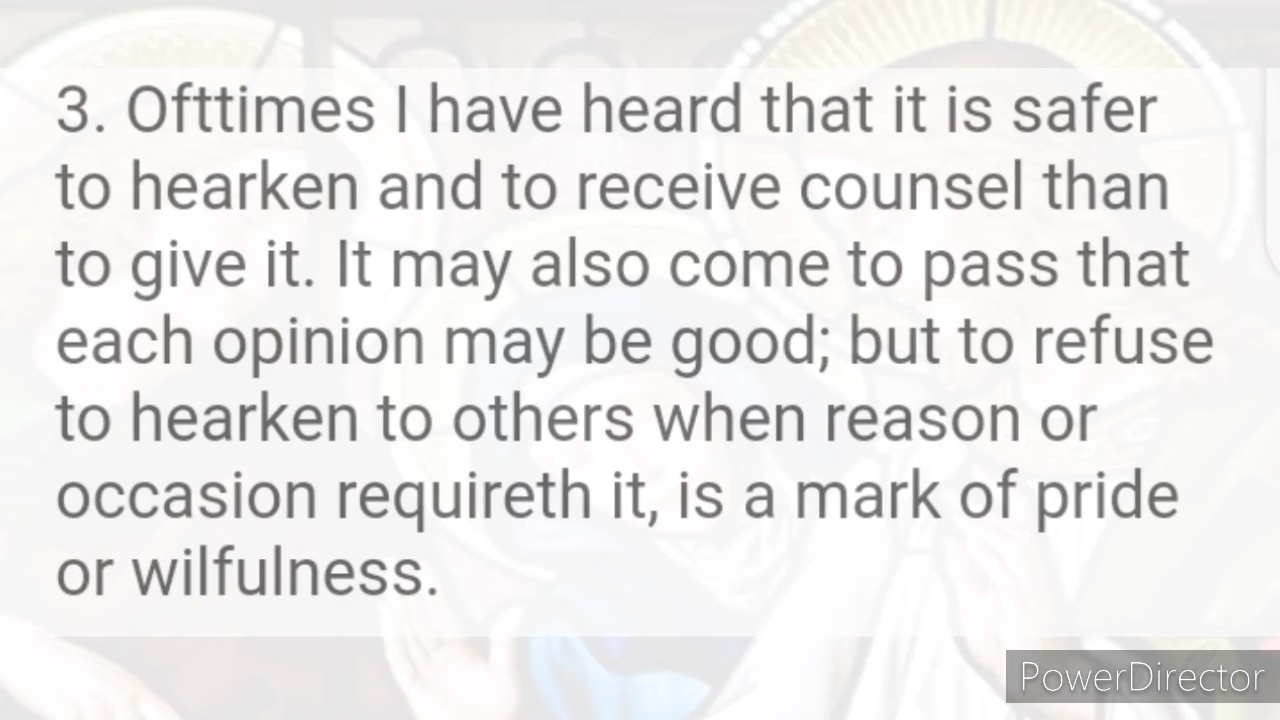 3. Ofttimes I have heard that it is safer
to hearken and to receive counsel than
to give it. It may also come to pass that
each opinion may be good; but to refuse
to hearken to others when reason or
occasion requireth it, is a mark of pride
or wilfulness.
PowerDirector